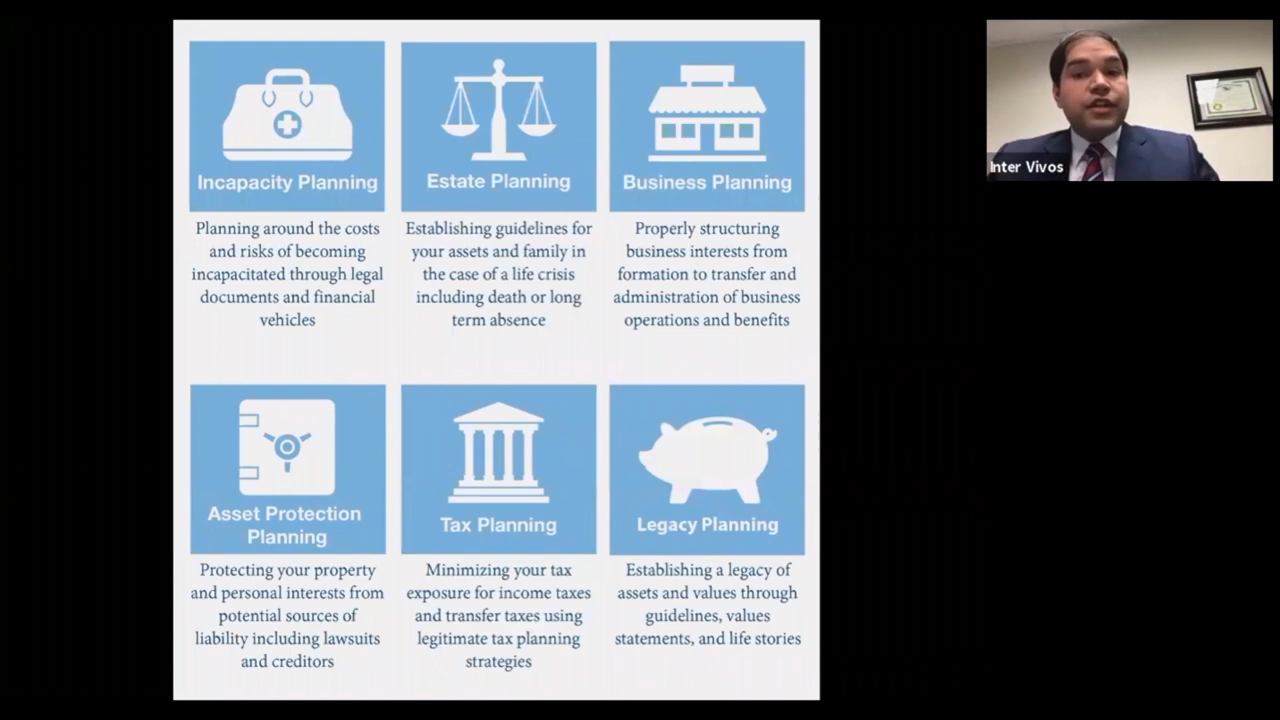 Incapacity Planning
Planning around the costs
and risks of becoming
incapacitated through legal
documents and financial
vehicles
Estate Planning
Establishing guidelines for
your assets and family in
the case of a life crisis
including death or long
term absence
Business Planning
Properly structuring
business interests from
formation to transfer and
administration of business
operations and benefits
Asset Protection
Planning
Protecting your property
and personal interests from
potential sources of
liability including lawsuits
and creditors
Tax Planning
Minimizing your tax
exposure for income taxes
and transfer taxes using
legitimate tax planning
strategies
Legacy Planning
Establishing a legacy of
assets and values through
guidelines, values
statements, and life stories
Inter Vivos